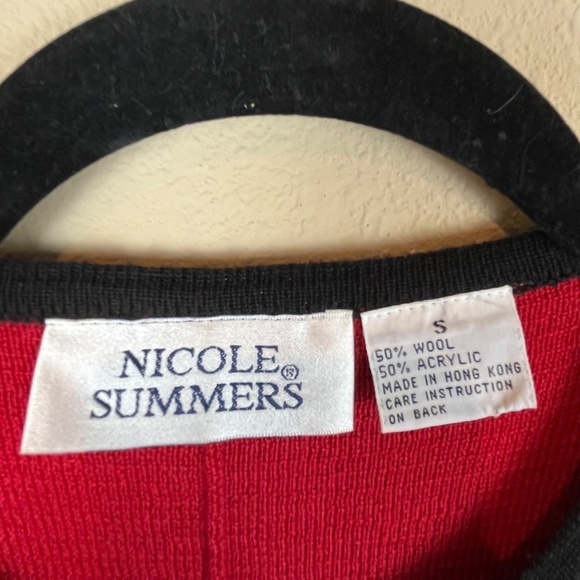 NICOLE®
SUMMERS
S
50% WOOL
50% ACRYLIC
MADE IN HONG KONG
CARE INSTRUCTION
ON BACK